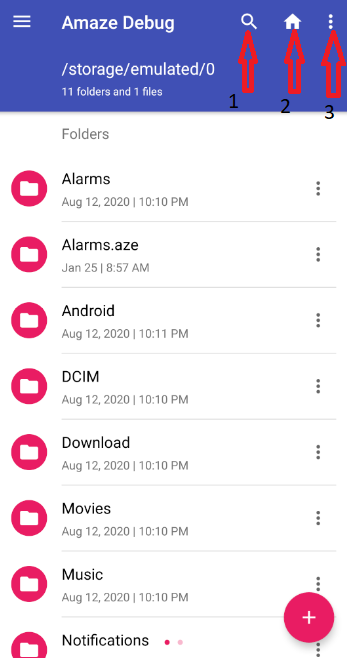 Amaze Debug
/storage/emulated/0
11 folders and 1 files
1
2
3
Folders
Alarms
Aug 12, 2020 | 10:10 PM
Alarms.aze
Jan 25 | 8:57 AM
Android
Aug 12, 2020 | 10:11 PM
DCIM
Aug 12, 2020 | 10:10 PM
Download
Aug 12, 2020 | 10:10 PM
Movies
Aug 12, 2020 | 10:10 PM
Music
Aug 12, 2020 | 10:10 PM
Notifications